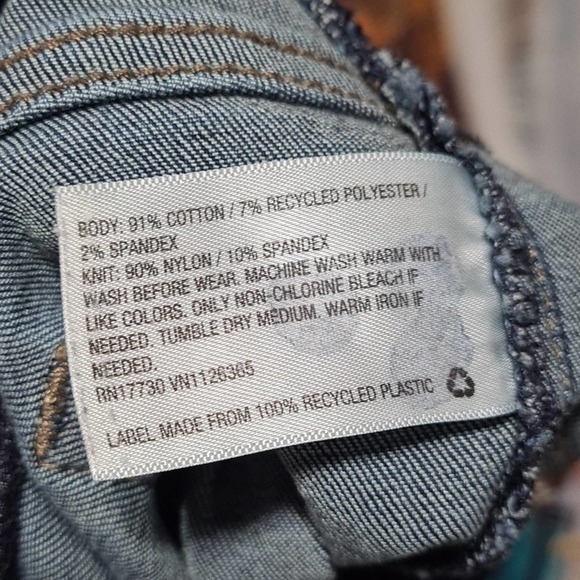 BODY: 91% COTTON / 7% RECYCLED POLYESTER /
2% SPANDEX
KNIT: 90% NYLON / 10% SPANDEX
WASH BEFORE WEAR. MACHINE WASH WARM WITH
LIKE COLORS. ONLY NON-CHLORINE BLEACH IF
NEEDED. TUMBLE DRY MEDIUM. WARM IRON IF
NEEDED.
RN17730 VN1126365
LABEL MADE FROM 100% RECYCLED PLASTIC